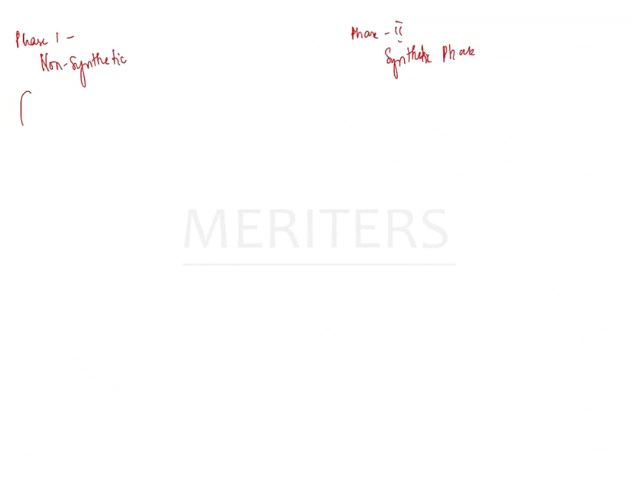 Phase I -
Non-Synthetic
Phase - II
Synthetic Phase
MERITERS